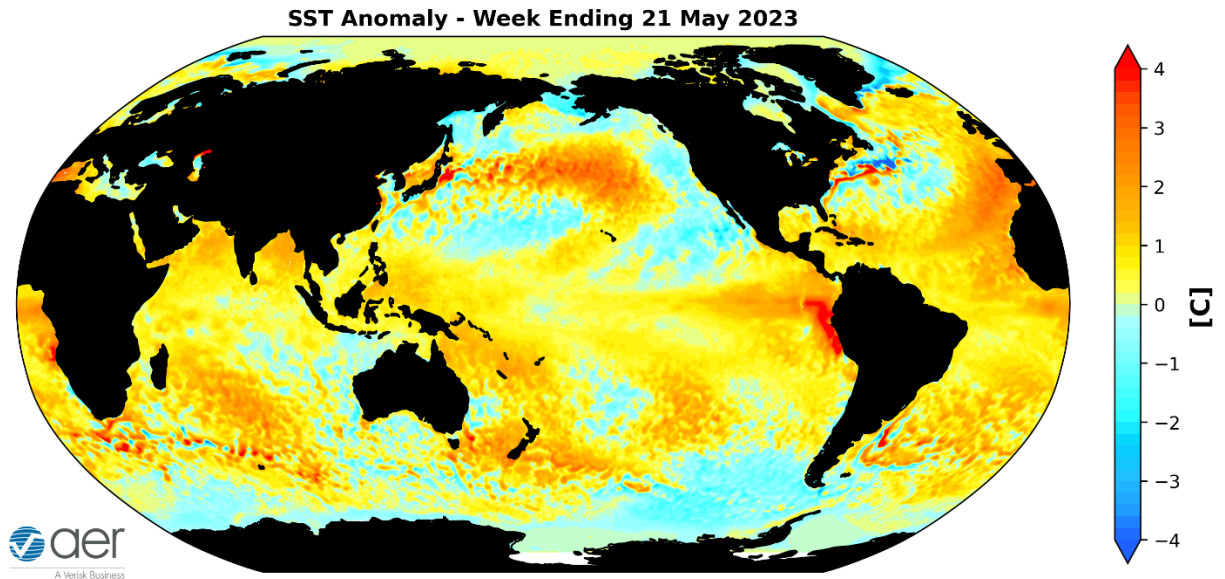 SST Anomaly - Week Ending 21 May 2023
4
3
2
1
0
−1
−2
−3
−4
[C]
aer
A Verisk Business